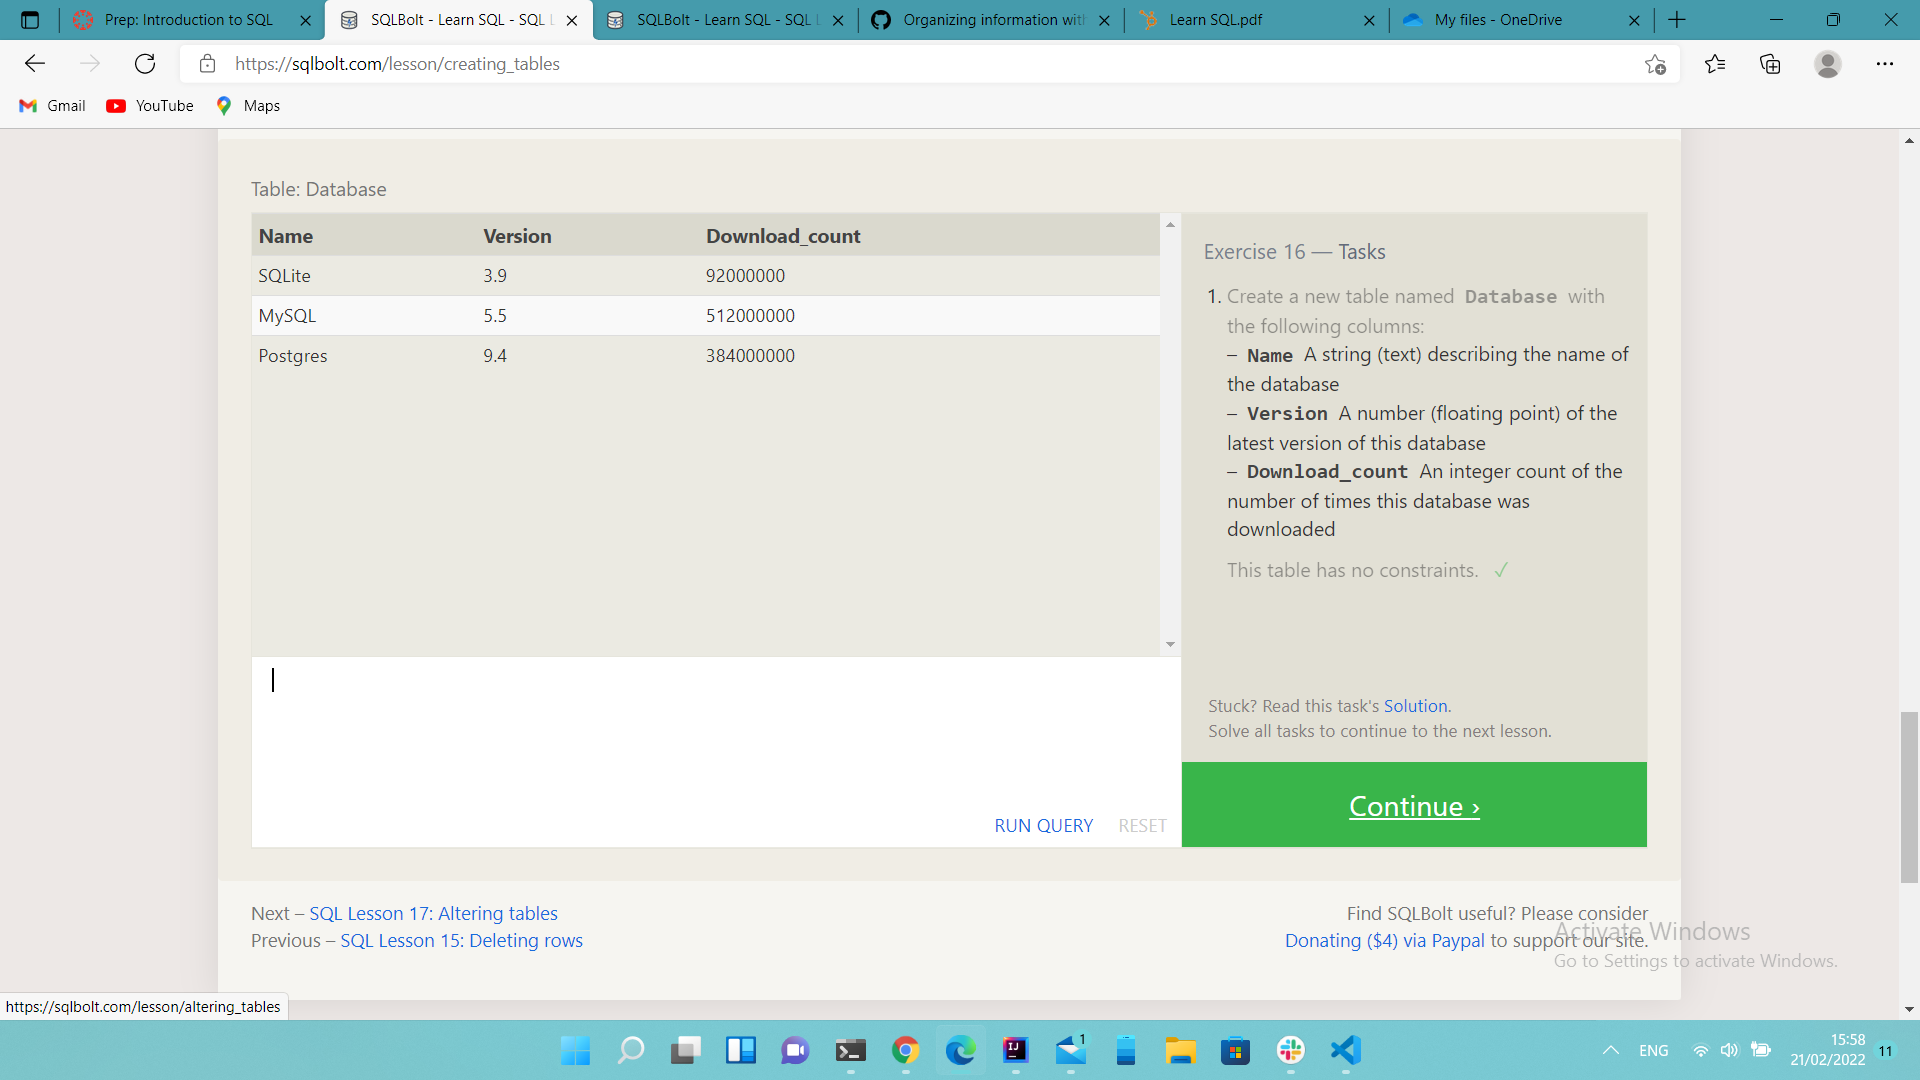 Prep: Introduction to SQL
SQLBolt - Learn SQL - SQL L
SQLBolt - Learn SQL - SQL L
Organizing information with
Learn SQL.pdf
My files - OneDrive
https://sqlbolt.com/lesson/creating_tables
Gmail
YouTube
Maps
Table: Database
Name Version Download_count
SQLite 3.9 92000000
MySQL 5.5 512000000
Postgres 9.4 384000000
Exercise 16 — Tasks
1. Create a new table named Database with
the following columns:
– Name A string (text) describing the name of
the database
– Version A number (floating point) of the
latest version of this database
– Download_count An integer count of the
number of times this database was
downloaded
This table has no constraints. ✓
Stuck? Read this task's Solution.
Solve all tasks to continue to the next lesson.
RUN QUERY RESET
Continue ›
Next – SQL Lesson 17: Altering tables
Previous – SQL Lesson 15: Deleting rows
Find SQLBolt useful? Please consider
Donating ($4) via Paypal to support our site.
Activate Windows
Go to Settings to activate Windows.
https://sqlbolt.com/lesson/altering_tables
IJ
1
ENG
15:58
21/02/2022
11